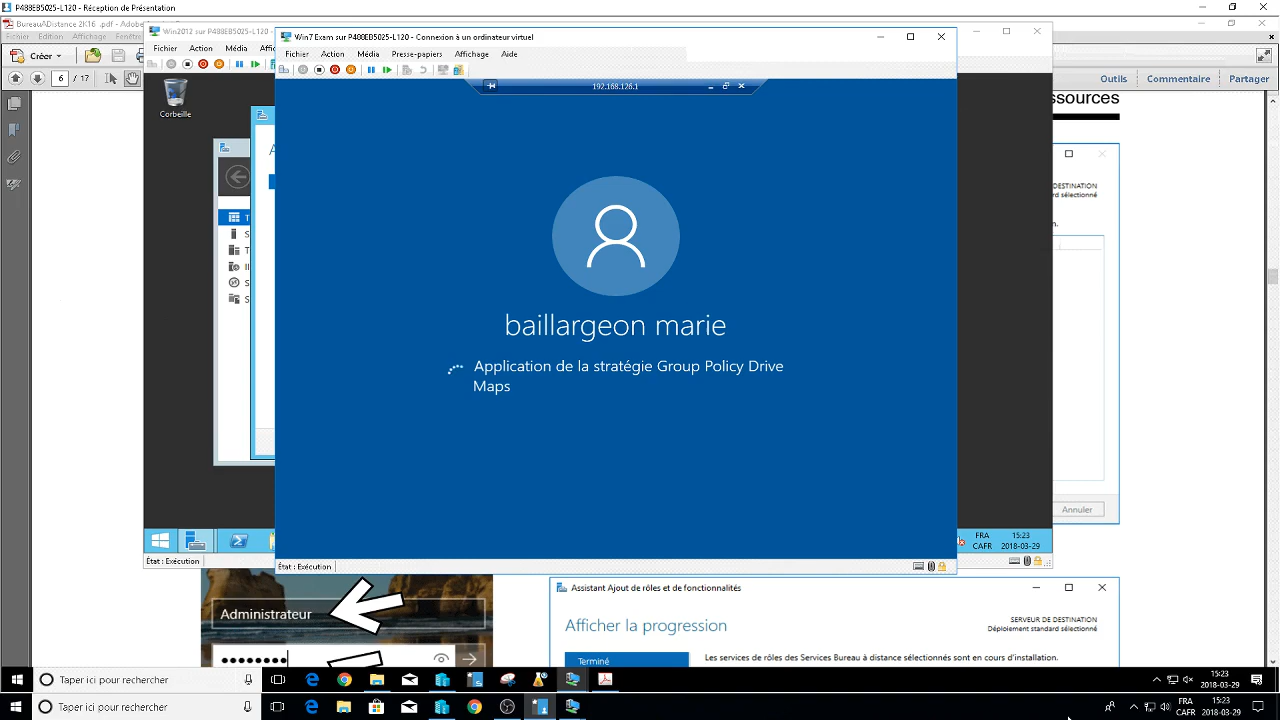 P488EB5025-L120 - Réception de Présentation
BureauADistance 2K16 .pdf -
Fichier
Créer
6
17
Outils
Commentaire
Partager
ssources
Win2012 sur P488EB5025-L120 -
Fichier Action Média
Win7 Exam sur P488EB5025-L120 - Connexion à un ordinateur virtuel
Fichier Action Média Presse-papiers Affichage Aide
192.168.126.1
Corbeille
baillargeon marie
Application de la stratégie Group Policy Drive
Maps
DESTINATION
rd sélectionné
Annuler
FRA
CAFR
15:23
2018-03-29
État : Exécution
État : Exécution
Administrateur
Assistant Ajout de rôles et de fonctionnalités
Afficher la progression
SERVEUR DE DESTINATION
Déploiement standard sélectionné
Terminé
Les services de rôles des Services Bureau à distance sélectionnés sont en cours d'installation.
Taper ici pour rechercher
15:23
2018-03-29
Taper ici pour rechercher
FRA
CAFR
15:23
2018-03-29